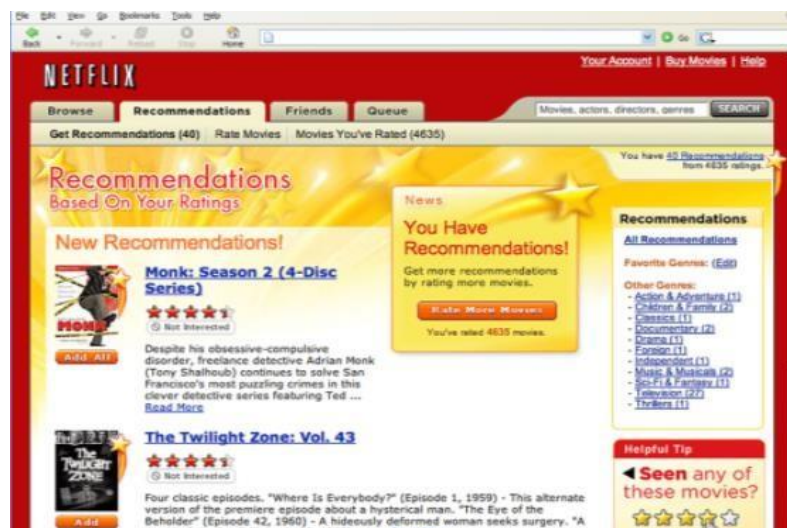 File Edit View Go Bookmarks Tools Help
Back Forward Reload Stop Home Go
NETFLIX
Your Account | Buy Movies | Help
Browse Recommendations Friends Queue
Movies, actors, directors, genres SEARCH
Get Recommendations (40) Rate Movies Movies You've Rated (4635)
You have 40 Recommendations
from 4635 ratings.
Recommendations
Based On Your Ratings
New Recommendations!
MONK
Add All
Monk: Season 2 (4-Disc
Series)
Not Interested
Despite his obsessive-compulsive
disorder, freelance detective Adrian Monk
(Tony Shalhoub) continues to solve San
Francisco's most puzzling crimes in this
clever detective series featuring Ted ...
Read More
The
TWILIGHT
ZONE
Add
The Twilight Zone: Vol. 43
Not Interested
Four classic episodes. "Where Is Everybody?" (Episode 1, 1959) - This alternate
version of the premiere episode about a hysterical man. "The Eye of the
Beholder" (Episode 42, 1960) - A hideously deformed woman seeks surgery. "A
News
You Have
Recommendations!
Get more recommendations
by rating more movies.
Rate More Movies
You've rated 4635 movies.
Recommendations
All Recommendations
Favorite Genres: (Edit)
Other Genres:
- Action & Adventure (1)
- Children & Family (2)
- Classics (1)
- Documentary (2)
- Drama (1)
- Foreign (1)
- Independent (1)
- Music & Musicals (2)
- Sci-Fi & Fantasy (1)
- Television (27)
- Thrillers (1)
Helpful Tip
Seen any of
these movies?